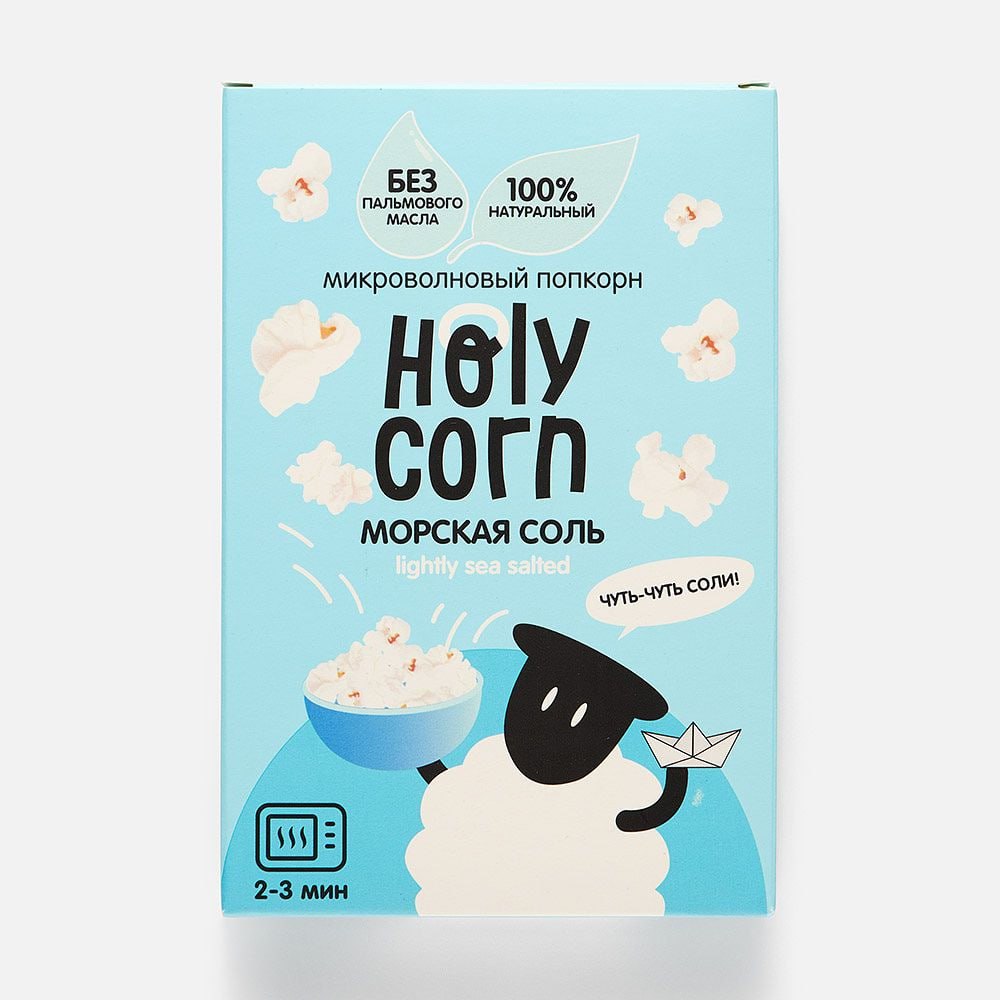 БЕЗ
ПАЛЬМОВОГО
МАСЛА
100%
НАТУРАЛЬНЫЙ
микроволновый попкорн
Holy
corn
МОРСКАЯ СОЛЬ
lightly sea salted
ЧУТЬ-ЧУТЬ СОЛИ!
2-3 мин